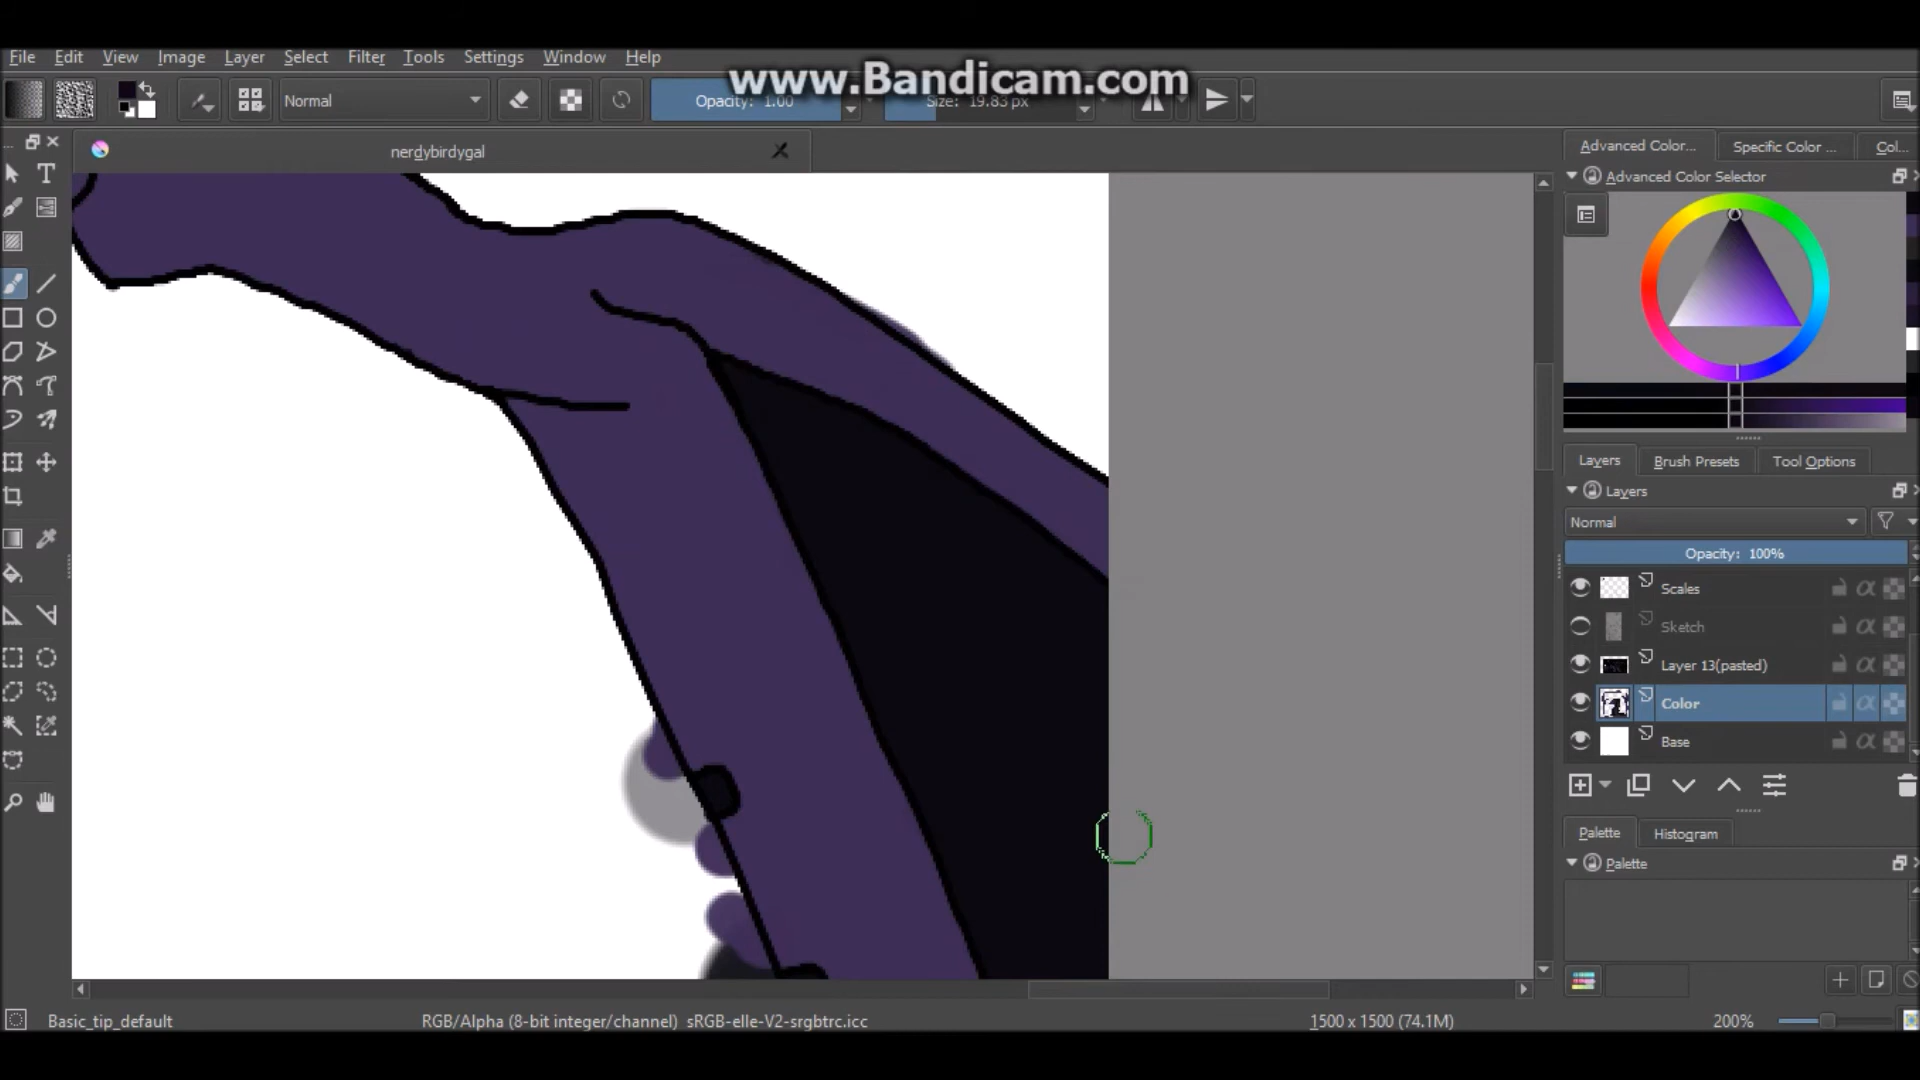 File Edit View Image Layer Select Filter Tools Settings Window Help
www.Bandicam.com
Normal
Opacity: 1.00
Size: 19.83 px
nerdybirdygal
Advanced Color... Specific Color ... Col...
Advanced Color Selector
Layers Brush Presets Tool Options
Layers
Normal
Opacity: 100%
Scales
Sketch
Layer 13(pasted)
Color
Base
Palette Histogram
Palette
Basic_tip_default
RGB/Alpha (8-bit integer/channel) sRGB-elle-V2-srgbtrc.icc
1500 x 1500 (74.1M)
200%